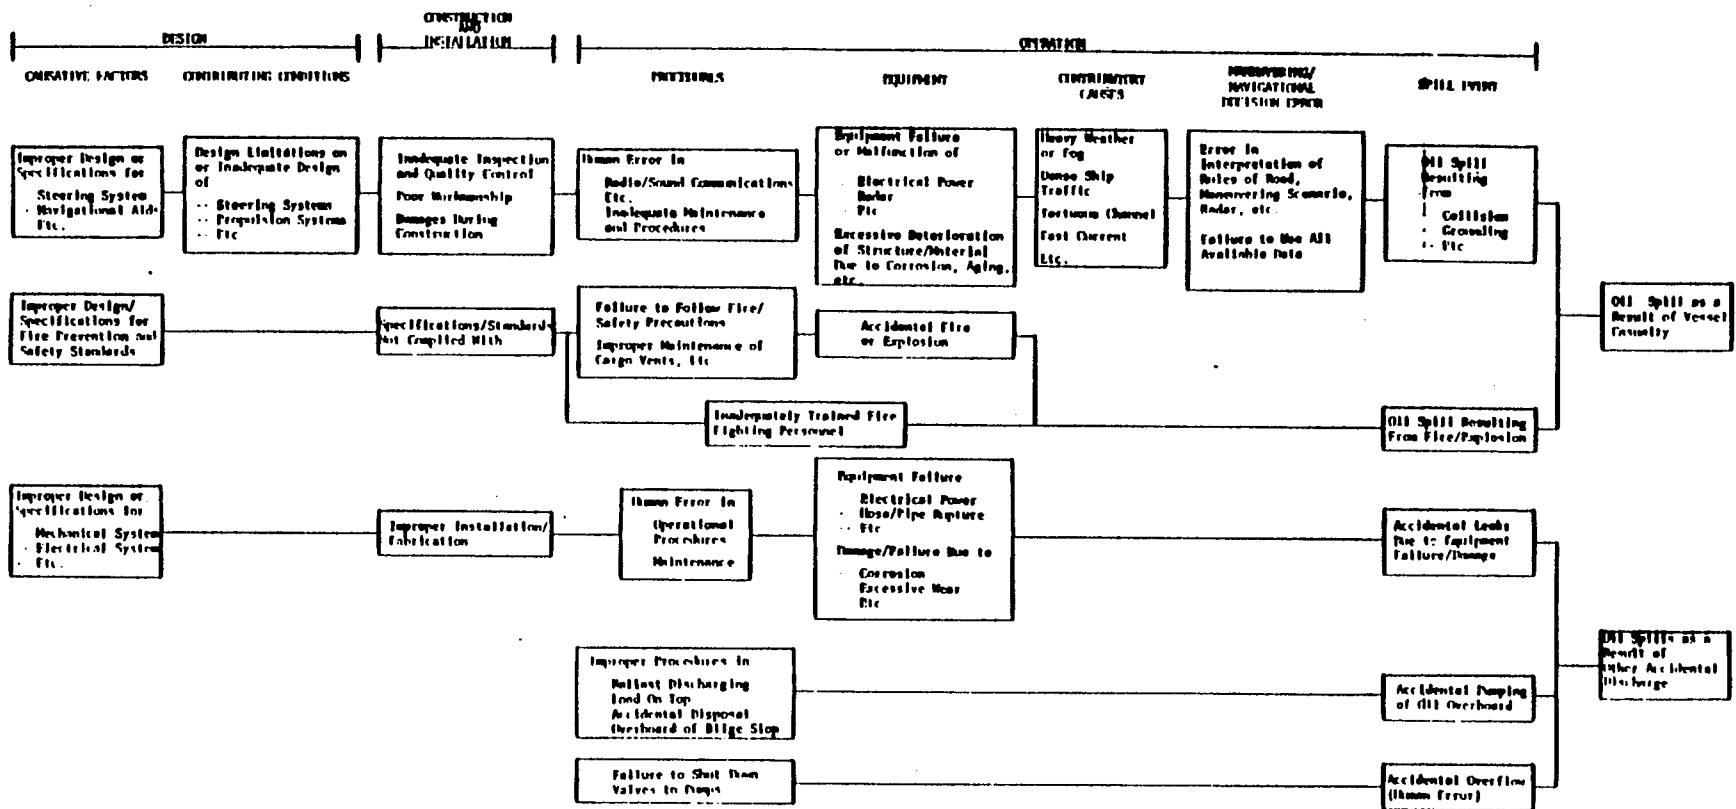 CONSTRUCTION
AND
INSTALLATION
DESIGN
OPERATION
CAUSATIVE FACTORS
CONTRIBUTING CONDITIONS
PROCEDURES
EQUIPMENT
CONTRIBUTORY
CAUSES
MANEUVERING/
NAVIGATIONAL
DECISION ERROR
SPILL EVENT
Improper Design or
Specifications for
Steering System
Navigational Aids
Etc.
Design Limitations on
or Inadequate Design
of
Steering Systems
Propulsion Systems
Etc
Inadequate Inspection
and Quality Control
Poor Workmanship
Damages During
Construction
Human Error in
Radio/Sound Communications
Etc.
Inadequate Maintenance
and Procedures
Equipment Failure
or Malfunction of
Electrical Power
Radar
Etc
Excessive Deterioration
of Structure/Material
Due to Corrosion, Aging,
etc.
Heavy Weather
or Fog
Dense Ship
Traffic
Tortuous Channel
Fast Current
Etc.
Error in
Interpretation of
Rules of Road,
Maneuvering Scenario,
Radar, etc.
Failure to Use All
Available Data
Oil Spill
Resulting
from
Collision
Grounding
Etc
Improper Design/
Specifications for
Fire Prevention and
Safety Standards
Specifications/Standards
Not Complied With
Failure to Follow Fire/
Safety Precautions
Improper Maintenance of
Cargo Vents, Etc
Accidental Fire
or Explosion
Oil Spill as a
Result of Vessel
Casualty
Inadequately Trained Fire
Fighting Personnel
Oil Spill Resulting
From Fire/Explosion
Improper Design or
Specifications for
Mechanical System
Electrical System
Etc.
Improper Installation/
Fabrication
Human Error in
Operational
Procedures
Maintenance
Equipment Failure
Electrical Power
Hose/Pipe Rupture
Etc
Damage/Failure Due to
Corrosion
Excessive Wear
Etc
Accidental Leaks
Due to Equipment
Failure/Damage
Improper Procedures in
Ballast Discharging
Load On Top
Accidental Disposal
Overboard of Bilge Slop
Accidental Pumping
of Oil Overboard
Oil Spills as a
Result of
Other Accidental
Discharge
Failure to Shut Down
Valves to Pumps
Accidental Overflow
(Human Error)